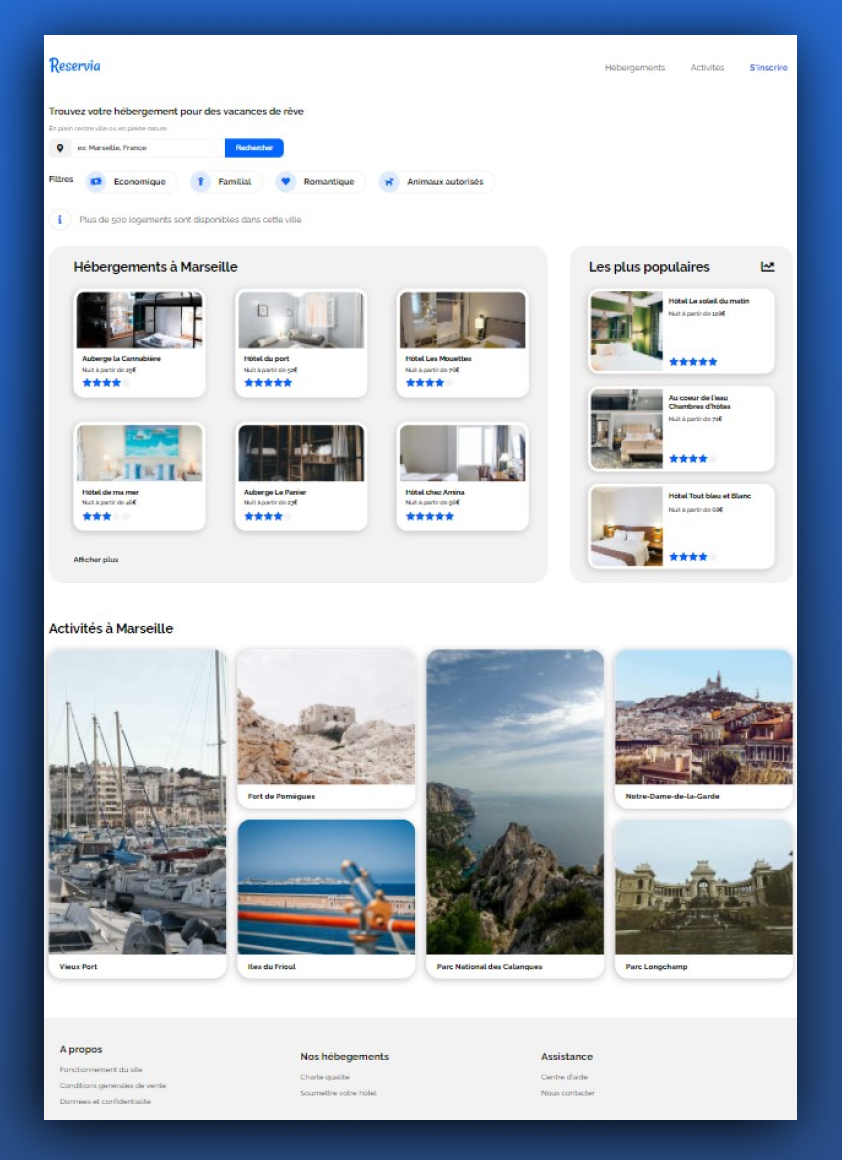 Reservia
Hébergements Activités S'inscrire
Trouvez votre hébergement pour des vacances de rêve
En plein centre ville ou en pleine nature
ex: Marseille, France Rechercher
Filtres Economique Familial Romantique Animaux autorisés
Plus de 500 logements sont disponibles dans cette ville
Hébergements à Marseille
Auberge la Cannabière
Nuit à partir de 25€
Hôtel du port
Nuit à partir de 52€
Hôtel Les Mouettes
Nuit à partir de 76€
Hôtel de ma mer
Nuit à partir de 46€
Auberge Le Panier
Nuit à partir de 23€
Hôtel chez Amina
Nuit à partir de 96€
Afficher plus
Les plus populaires
Hôtel Le soleil du matin
Nuit à partir de 128€
Au coeur de l'eau
Chambres d'hôtes
Nuit à partir de 71€
Hôtel Tout bleu et Blanc
Nuit à partir de 68€
Activités à Marseille
Vieux Port
Fort de Pomègues
Iles du Frioul
Parc National des Calanques
Notre-Dame-de-la-Garde
Parc Longchamp
A propos
Fonctionnement du site
Conditions générales de vente
Données et confidentialité
Nos hébegements
Charte qualité
Soumettre votre hôtel
Assistance
Centre d'aide
Nous contacter